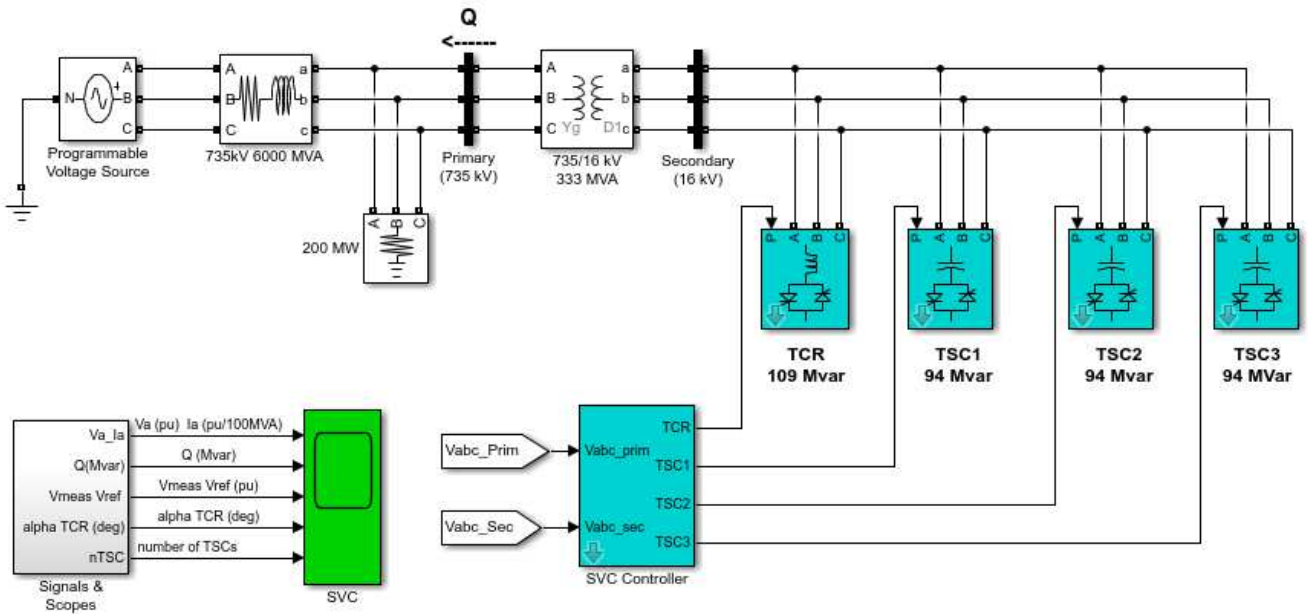 Q
<------
A
B
C
N
+
Programmable
Voltage Source
A
B
C
a
b
c
735kV 6000 MVA
A
B
C
200 MW
Primary
(735 kV)
A
B
C
a
b
c
Yg
D1
735/16 kV
333 MVA
Secondary
(16 kV)
P
A
B
C
TCR
109 Mvar
P
A
B
C
TSC1
94 Mvar
P
A
B
C
TSC2
94 Mvar
P
A
B
C
TSC3
94 MVar
Va_Ia
Q(Mvar)
Vmeas Vref
alpha TCR (deg)
nTSC
Signals &
Scopes
Va (pu) Ia (pu/100MVA)
Q (Mvar)
Vmeas Vref (pu)
alpha TCR (deg)
number of TSCs
SVC
Vabc_Prim
Vabc_Sec
Vabc_prim
Vabc_sec
TCR
TSC1
TSC2
TSC3
SVC Controller